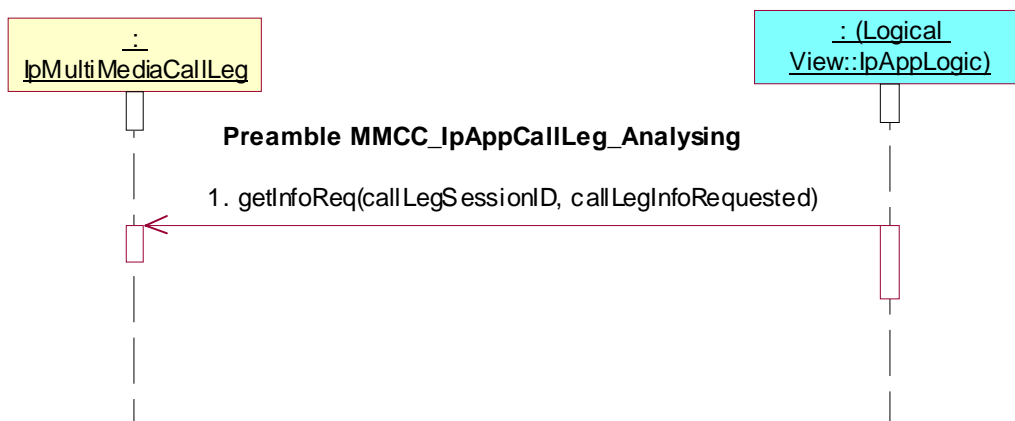 :
IpMultiMediaCallLeg
: (Logical
View::IpAppLogic)
Preamble MMCC_IpAppCallLeg_Analysing
1. getInfoReq(callLegSessionID, callLegInfoRequested)